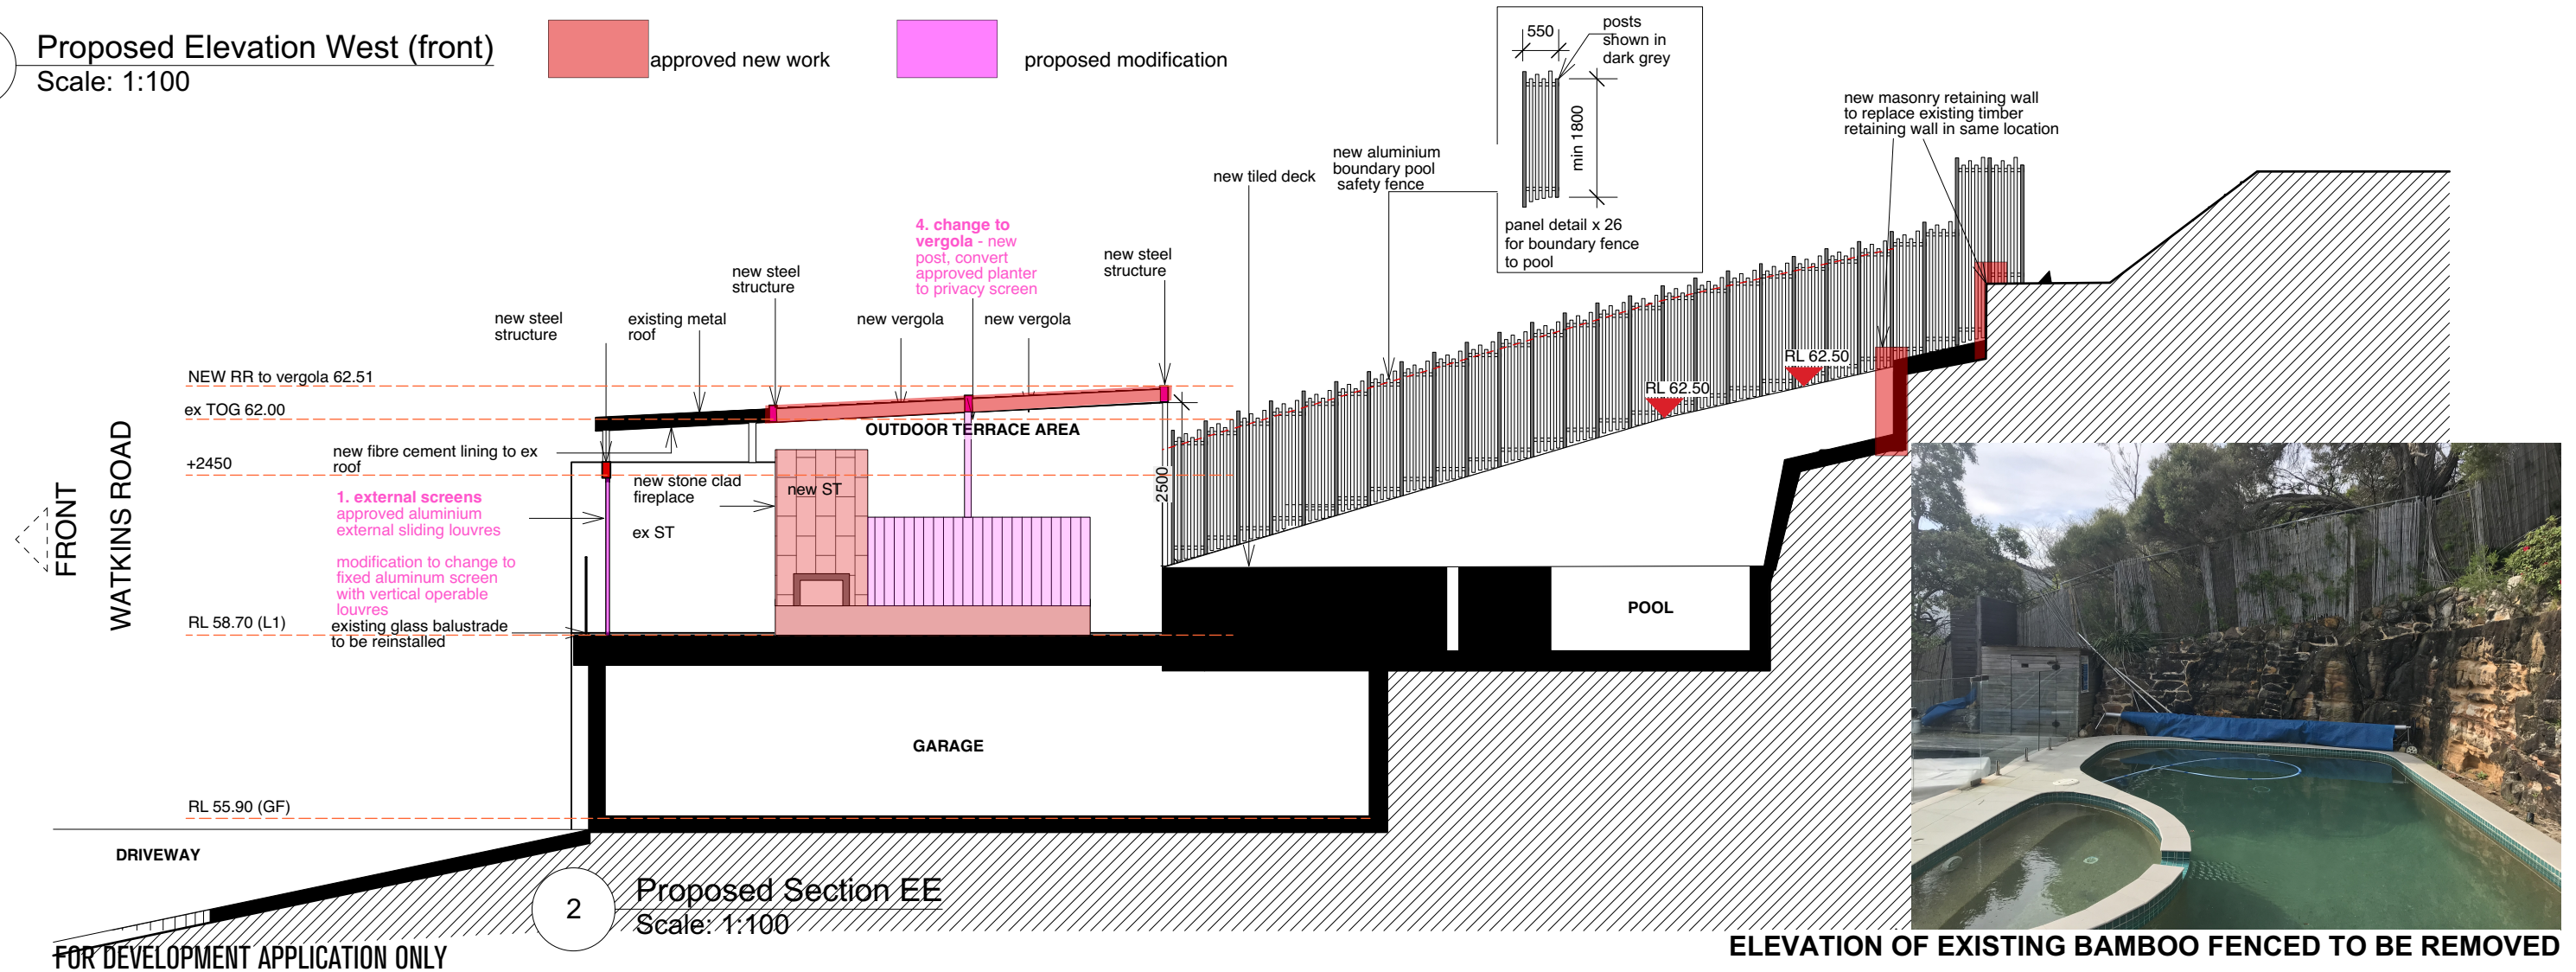 Proposed Elevation West (front)
Scale: 1:100
approved new work
proposed modification
550
posts
shown in
dark grey
min 1800
panel detail x 26
for boundary fence
to pool
new masonry retaining wall
to replace existing timber
retaining wall in same location
new aluminium
boundary pool
safety fence
new tiled deck
4. change to
vergola - new
post, convert
approved planter
to privacy screen
new steel
structure
new steel
structure
new steel
structure
existing metal
roof
new vergola
new vergola
NEW RR to vergola 62.51
ex TOG 62.00
OUTDOOR TERRACE AREA
RL 62.50
RL 62.50
new fibre cement lining to ex
roof
+2450
2500
new stone clad
fireplace
new ST
ex ST
1. external screens
approved aluminium
external sliding louvres
modification to change to
fixed aluminum screen
with vertical operable
louvres
existing glass balustrade
to be reinstalled
FRONT
WATKINS ROAD
RL 58.70 (L1)
POOL
GARAGE
RL 55.90 (GF)
DRIVEWAY
2
Proposed Section EE
Scale: 1:100
FOR DEVELOPMENT APPLICATION ONLY
ELEVATION OF EXISTING BAMBOO FENCED TO BE REMOVED